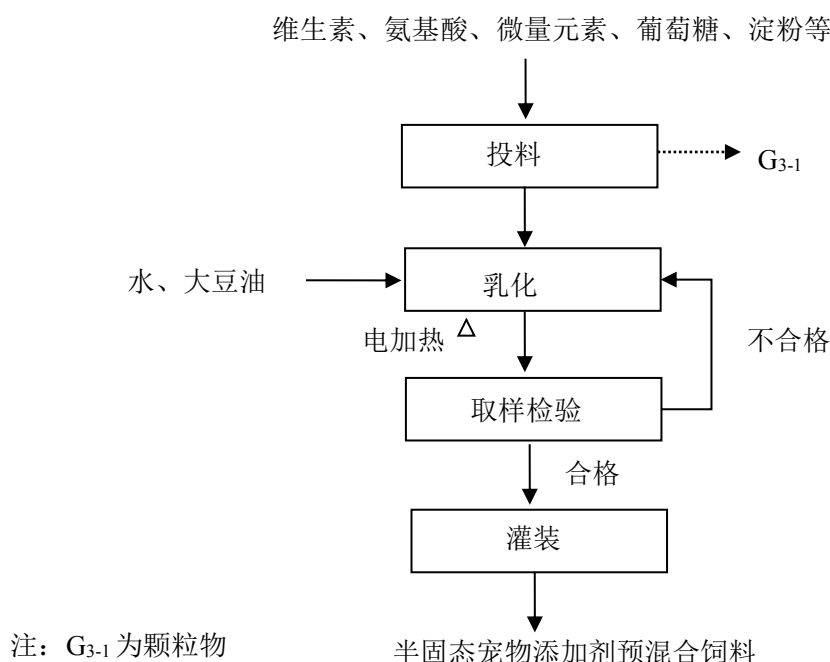 维生素、氨基酸、微量元素、葡萄糖、淀粉等
投料
G3-1
水、大豆油
乳化
电加热
不合格
取样检验
合格
灌装
注：G3-1 为颗粒物
半固态宠物添加剂预混合饲料